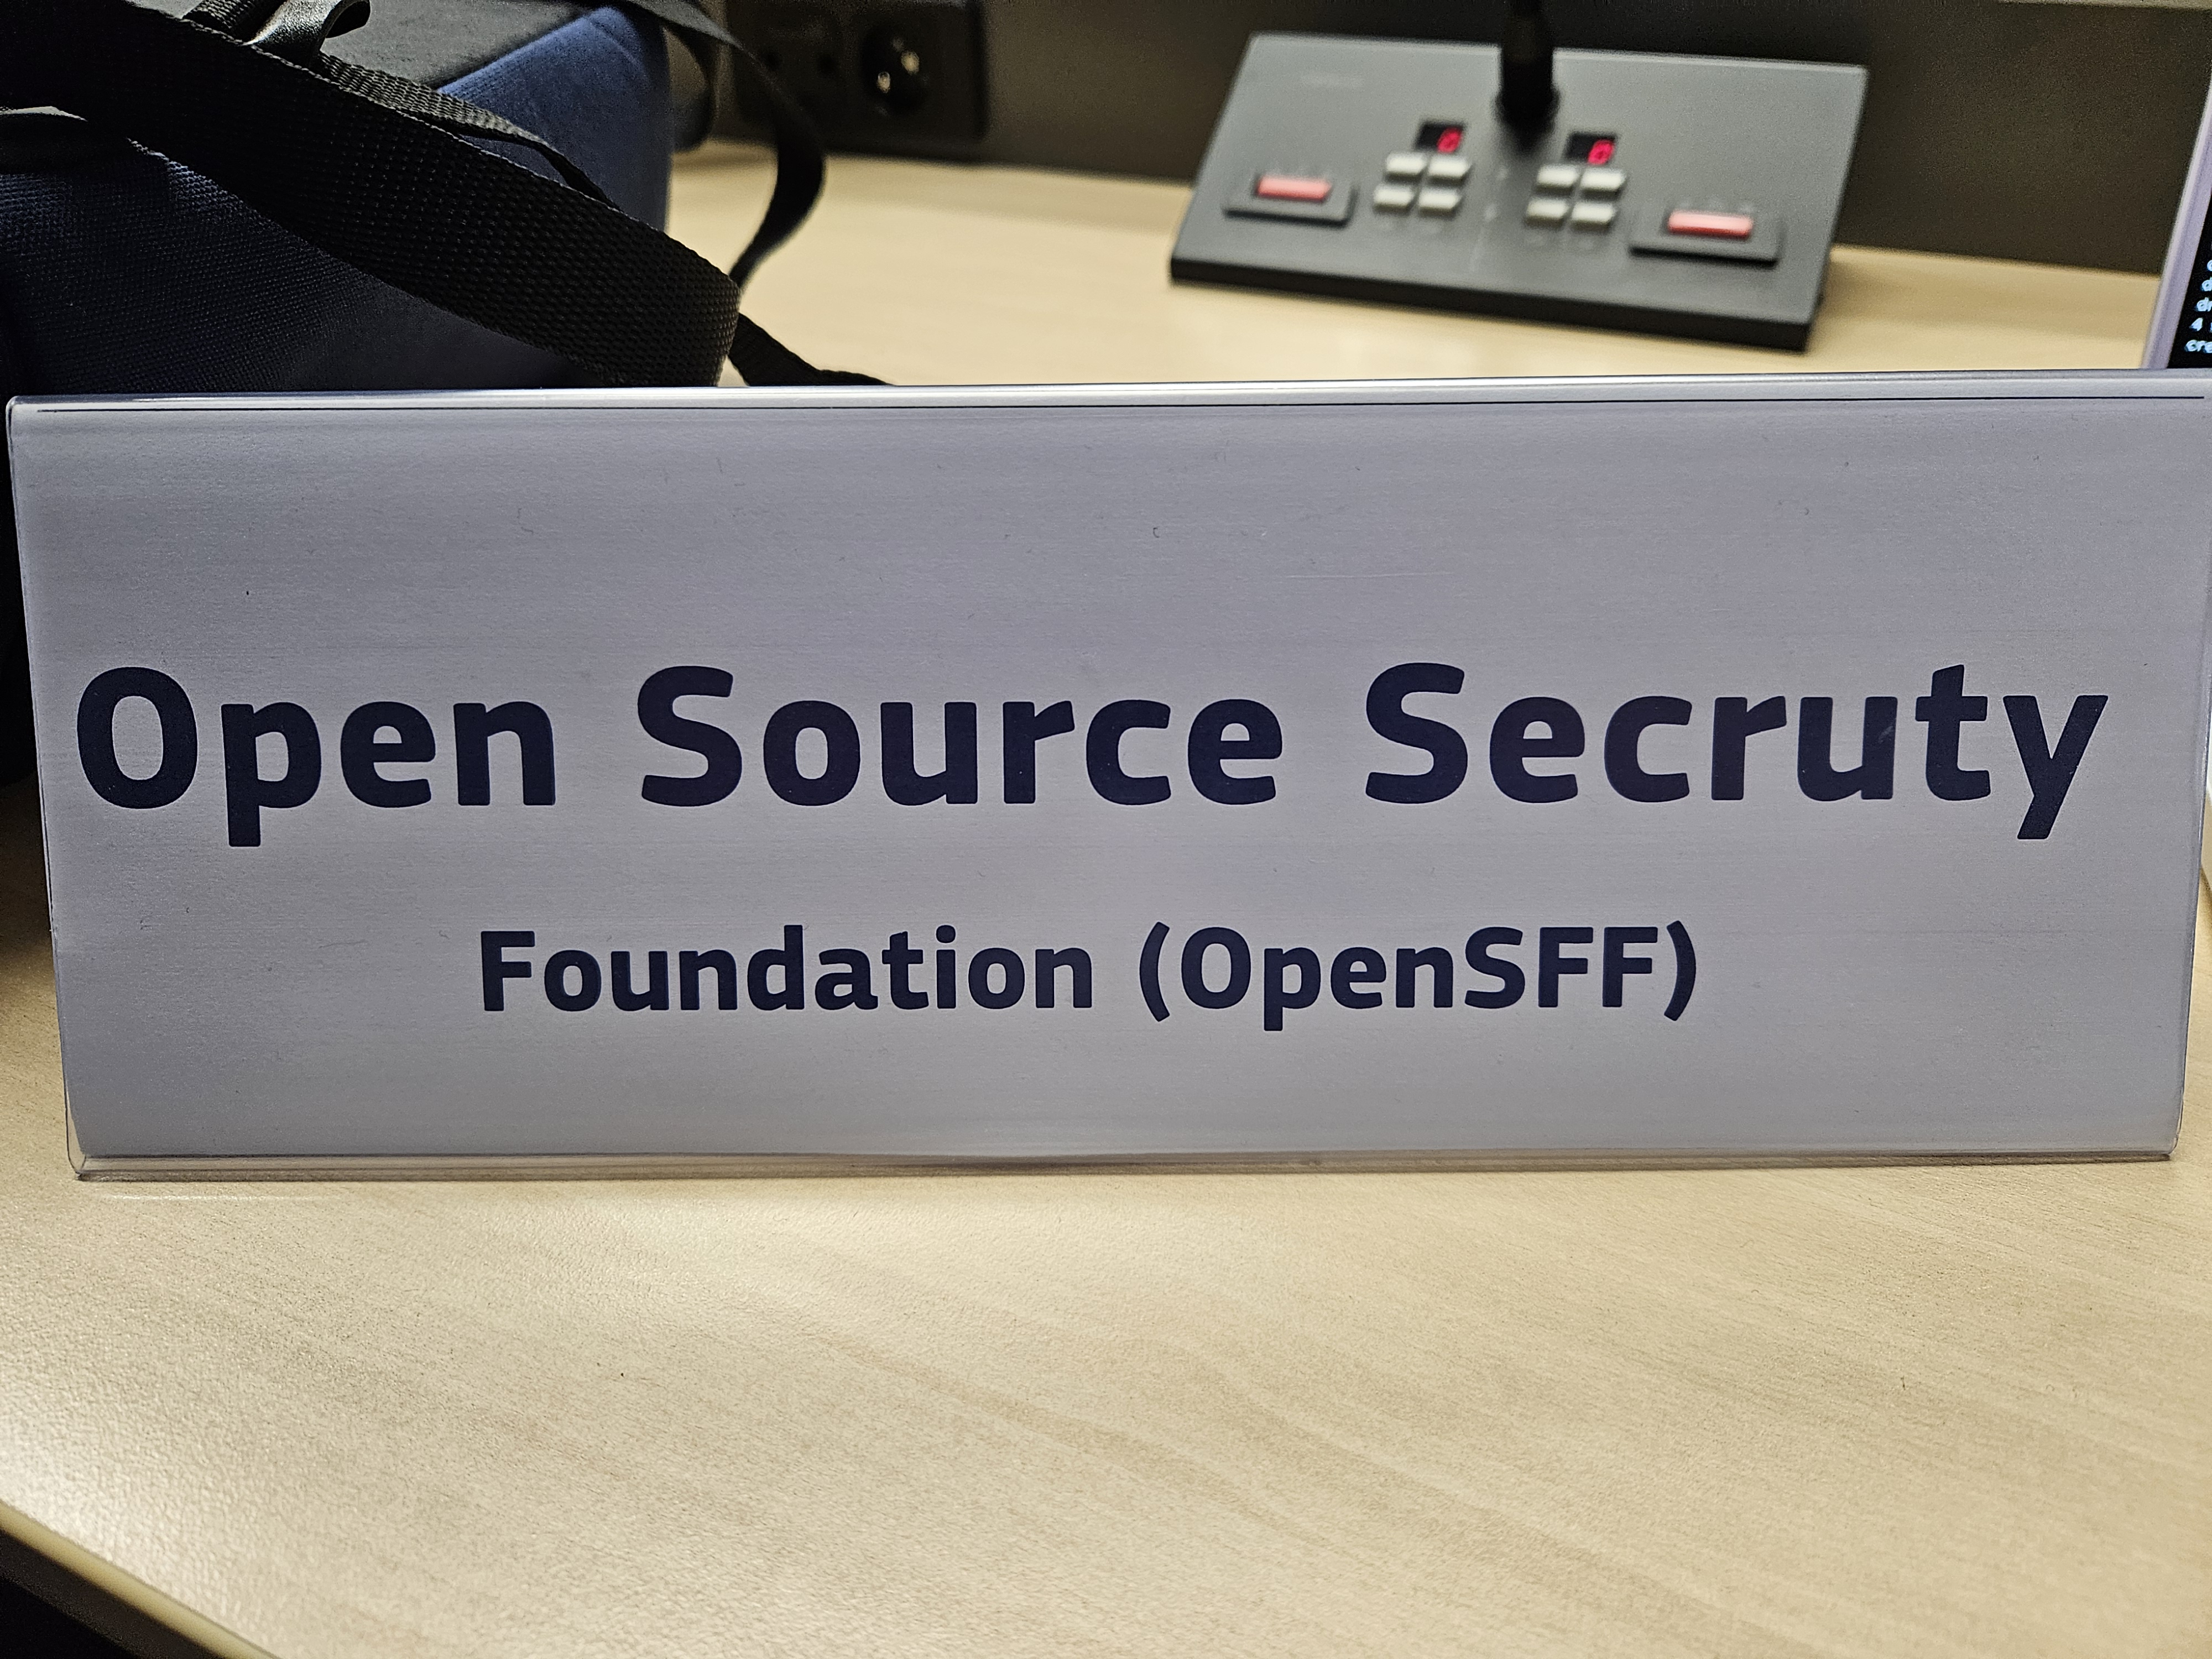 Open Source Secruty
Foundation (OpenSFF)